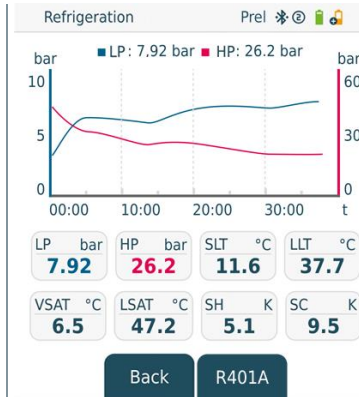 Refrigeration Prel 2
LP: 7.92 bar HP: 26.2 bar
bar bar
10 60
5 30
0 0
00:00 10:00 20:00 30:00 t
LP bar HP bar SLT °C LLT °C
7.92 26.2 11.6 37.7
VSAT °C LSAT °C SH K SC K
6.5 47.2 5.1 9.5
Back R401A